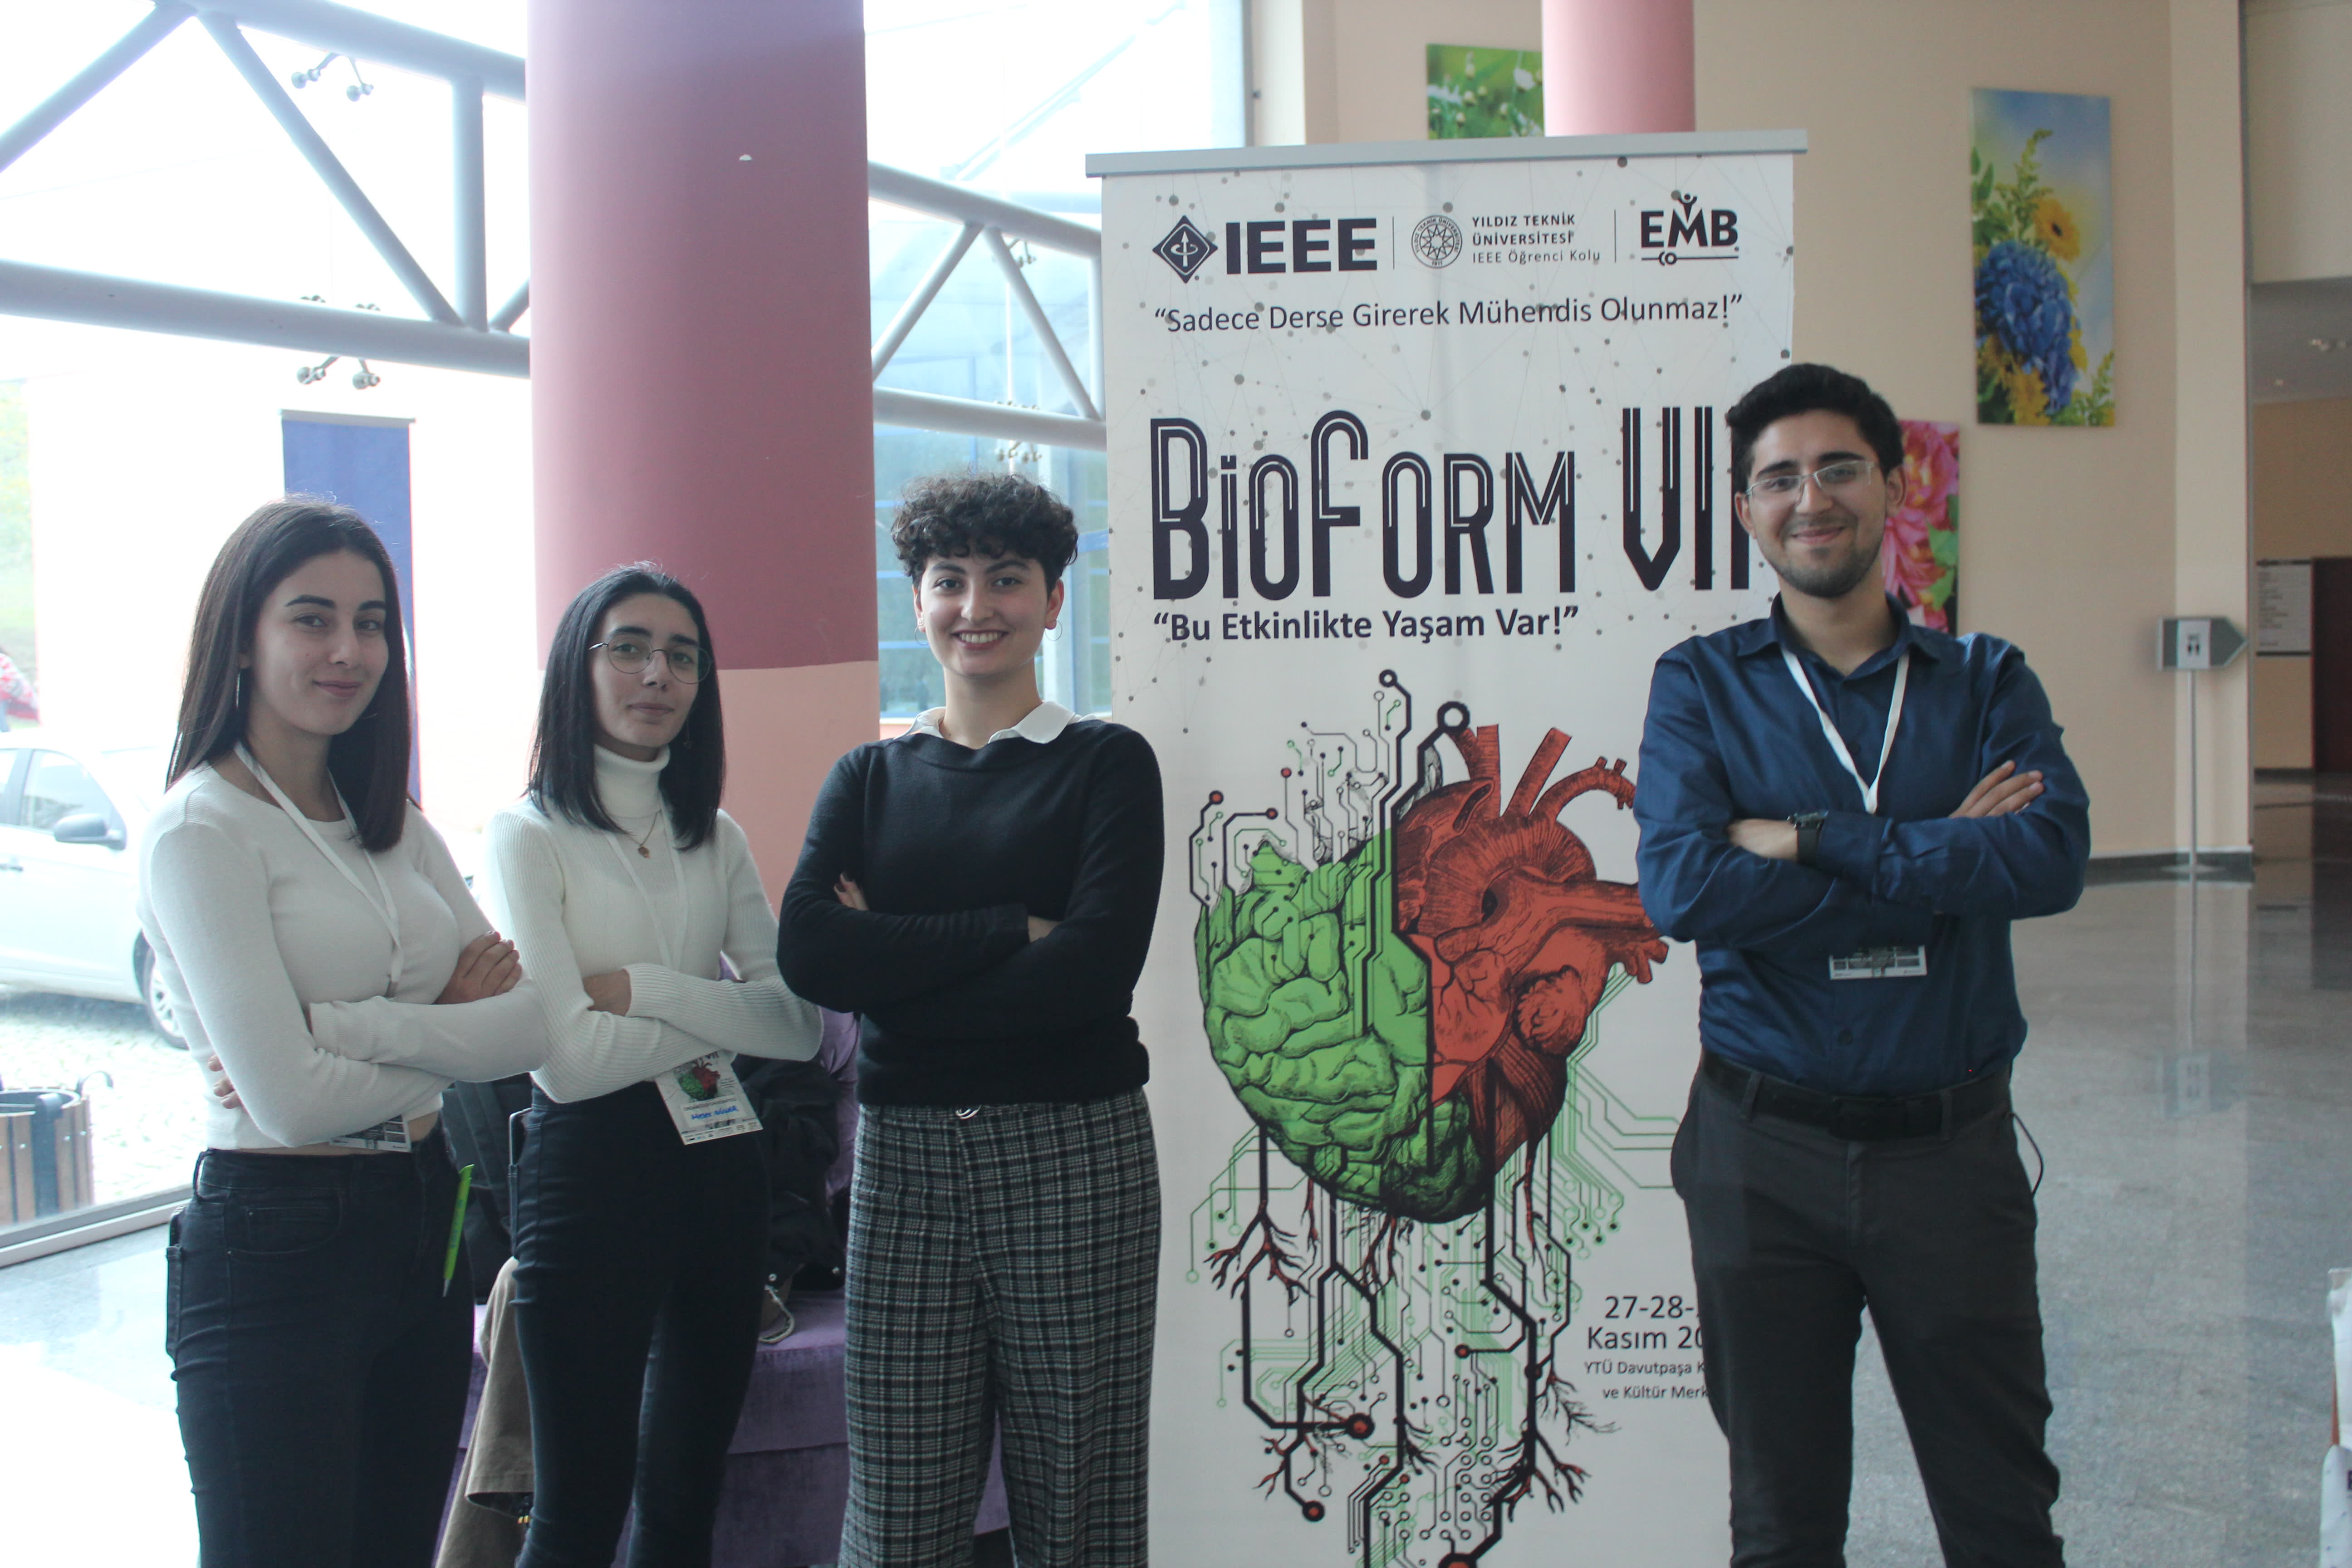 IEEE
YILDIZ TEKNİK
ÜNİVERSİTESİ
IEEE Öğrenci Kolu
EMB
“Sadece Derse Girerek Mühendis Olunmaz!”
BioForm VII
“Bu Etkinlikte Yaşam Var!”
27-28-
Kasım 20
YTÜ Davutpaşa K
ve Kültür Merk